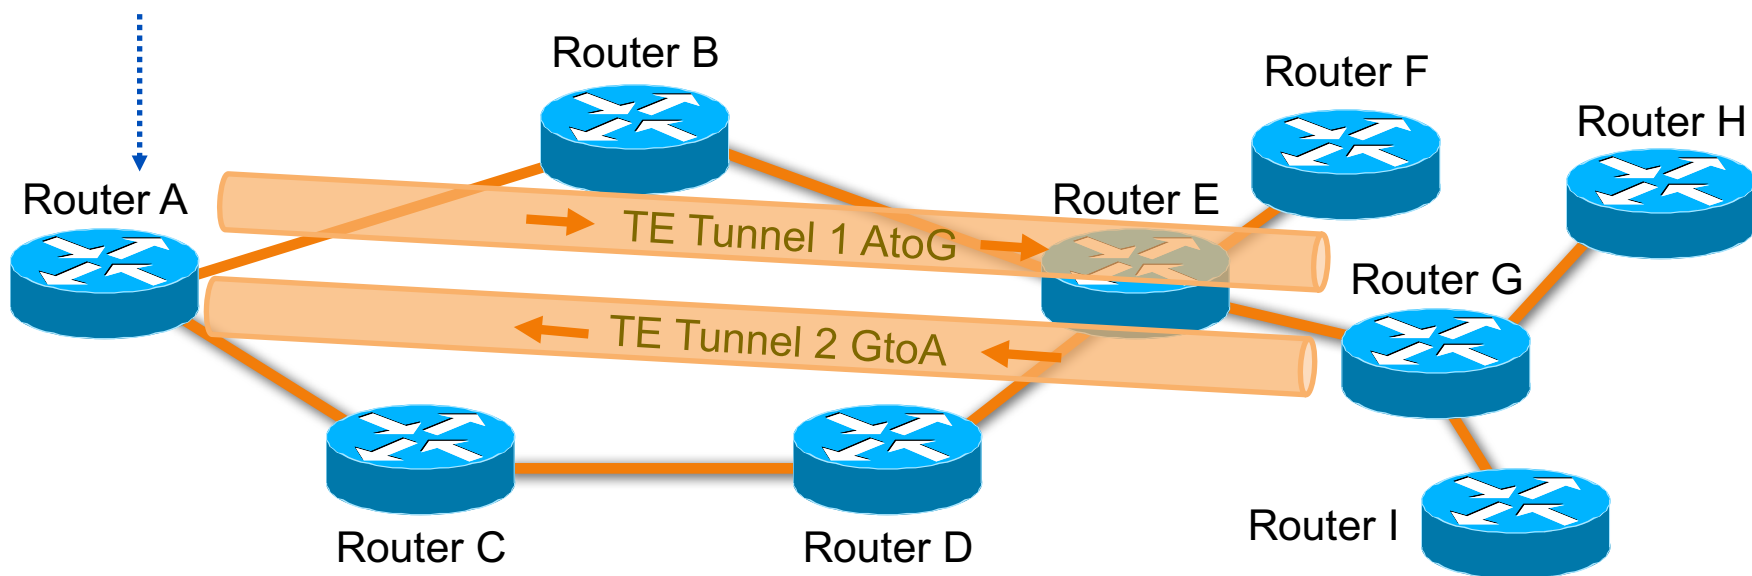 Router B
Router F
Router H
Router A
Router E
TE Tunnel 1 AtoG
Router G
TE Tunnel 2 GtoA
Router C
Router D
Router I